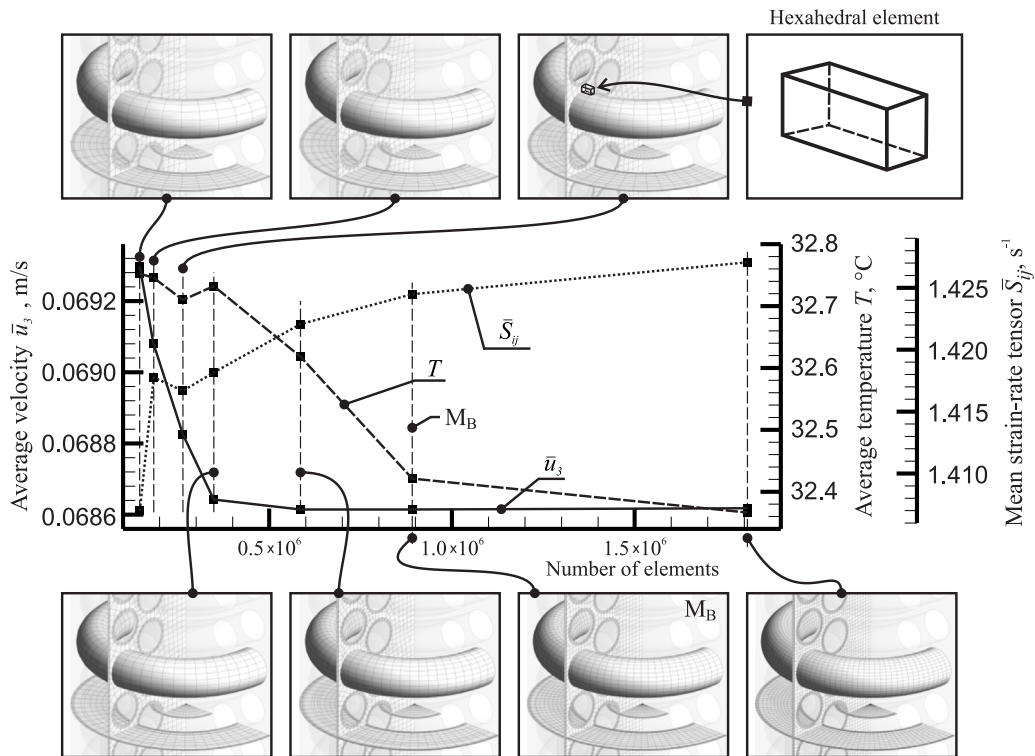 Hexahedral element
Average velocity ū₃ , m/s
0.0692
0.0690
0.0688
0.0686
S̄ᵢⱼ
T
M_B
ū₃
32.8
32.7
32.6
32.5
32.4
Average temperature T, °C
1.425
1.420
1.415
1.410
Mean strain-rate tensor S̄ᵢⱼ, s⁻¹
0.5×10⁶
1.0×10⁶
1.5×10⁶
Number of elements
M_B